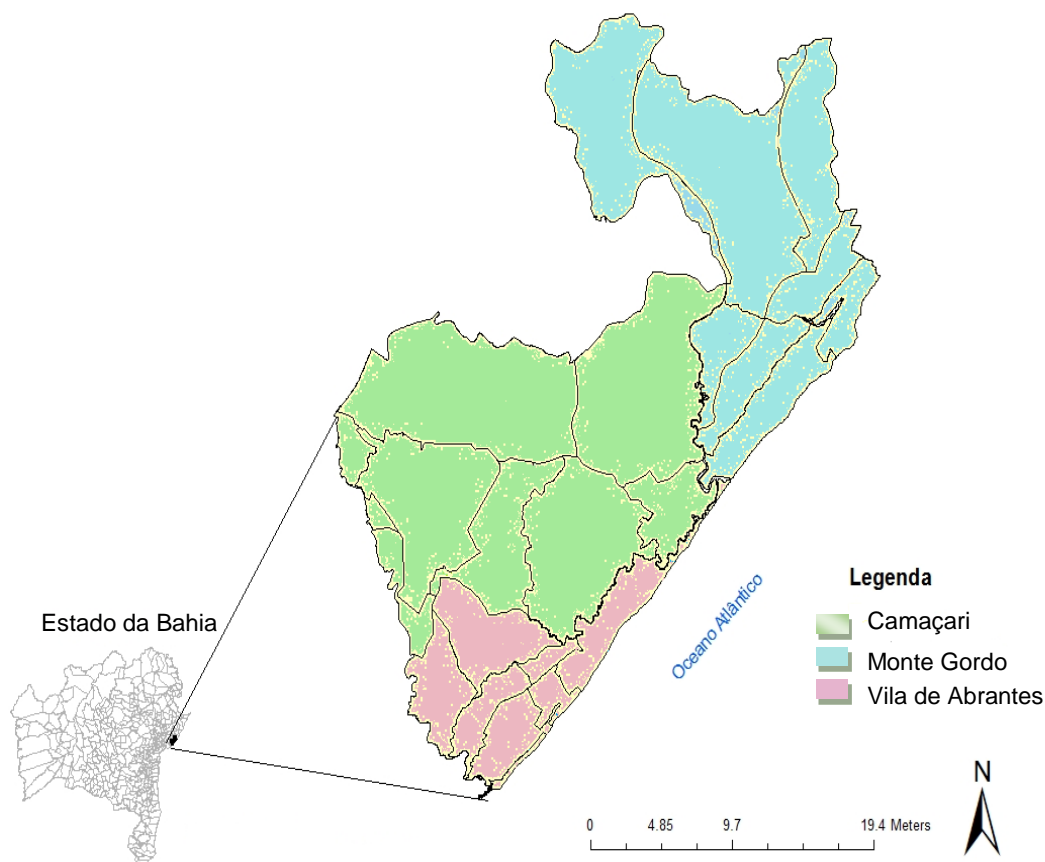 Estado da Bahia
Oceano Atlântico
Legenda
Camaçari
Monte Gordo
Vila de Abrantes
N
0 4.85 9.7 19.4 Meters